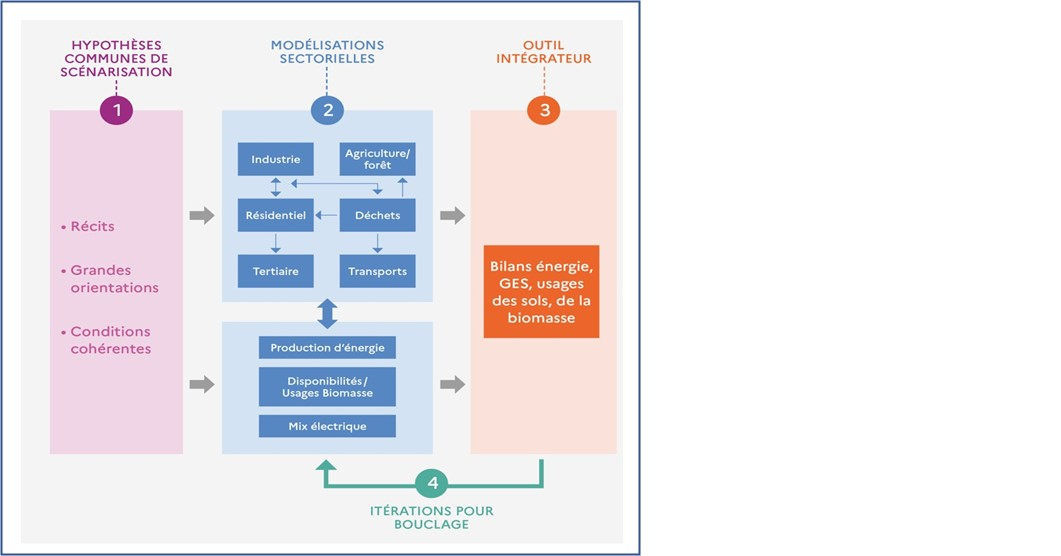 HYPOTHÈSES
COMMUNES DE
SCÉNARISATION
1
• Récits
• Grandes
orientations
• Conditions
cohérentes
MODÉLISATIONS
SECTORIELLES
2
Industrie
Agriculture/
forêt
Résidentiel
Déchets
Tertiaire
Transports
Production d'énergie
Disponibilités/
Usages Biomasse
Mix électrique
OUTIL
INTÉGRATEUR
3
Bilans énergie,
GES, usages
des sols, de la
biomasse
4
ITÉRATIONS POUR
BOUCLAGE